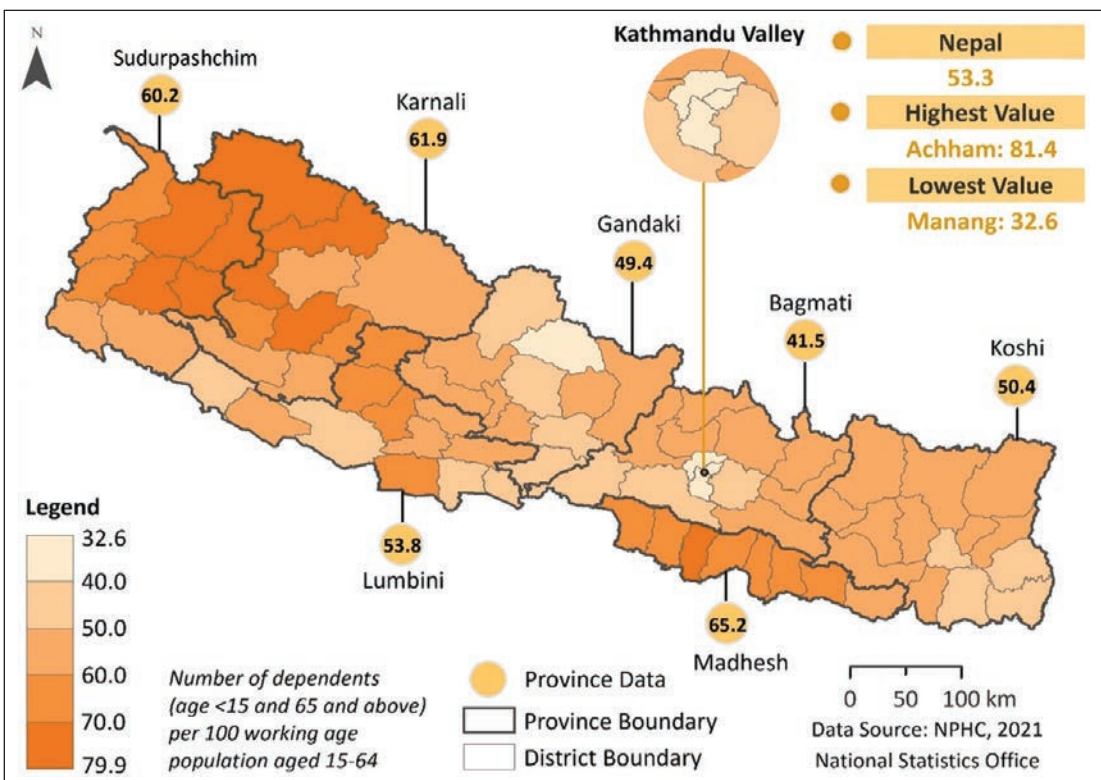 N
Sudurpashchim
60.2
Karnali
61.9
Kathmandu Valley
Nepal
53.3
Highest Value
Achham: 81.4
Lowest Value
Manang: 32.6
Gandaki
49.4
Bagmati
41.5
Koshi
50.4
Legend
32.6
40.0
50.0
60.0
70.0
79.9
53.8
Lumbini
65.2
Madhesh
Number of dependents
(age <15 and 65 and above)
per 100 working age
population aged 15-64
Province Data
Province Boundary
District Boundary
0 50 100 km
Data Source: NPHC, 2021
National Statistics Office